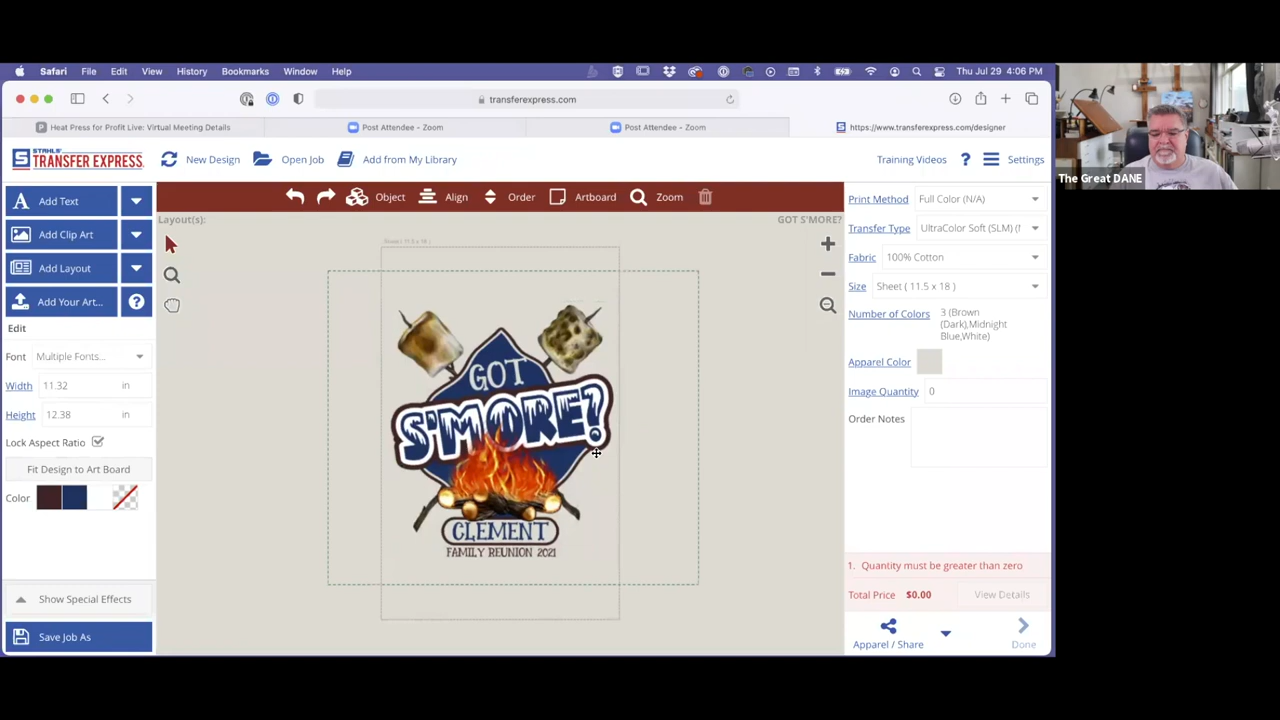 Safari File Edit View History Bookmarks Window Help Thu Jul 29 4:06 PM
transferexpress.com
Heat Press for Profit Live: Virtual Meeting Details
Post Attendee - Zoom
Post Attendee - Zoom
https://www.transferexpress.com/designer
STAHLS'
TRANSFER EXPRESS.
New Design
Open Job
Add from My Library
Training Videos
?
Settings
Add Text
Add Clip Art
Add Layout
Add Your Art...
?
Edit
Font Multiple Fonts...
Width 11.32 in
Height 12.38 in
Lock Aspect Ratio
Fit Design to Art Board
Color
Show Special Effects
Save Job As
Object
Align
Order
Artboard
Zoom
Layout(s):
GOT S'MORE?
Sheet ( 11.5 x 18 )
GOT
S'MORE?
CLEMENT
FAMILY REUNION 2021
Print Method Full Color (N/A)
Transfer Type UltraColor Soft (SLM) (
Fabric 100% Cotton
Size Sheet ( 11.5 x 18 )
Number of Colors 3 (Brown
(Dark),Midnight
Blue,White)
Apparel Color
Image Quantity 0
Order Notes
1. Quantity must be greater than zero
Total Price $0.00 View Details
Apparel / Share
Done
The Great DANE